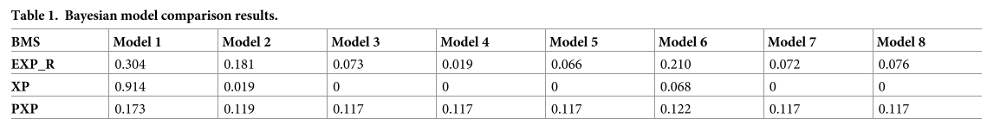 Table 1. Bayesian model comparison results.
BMS Model 1 Model 2 Model 3 Model 4 Model 5 Model 6 Model 7 Model 8
EXP_R 0.304 0.181 0.073 0.019 0.066 0.210 0.072 0.076
XP 0.914 0.019 0 0 0 0.068 0 0
PXP 0.173 0.119 0.117 0.117 0.117 0.122 0.117 0.117